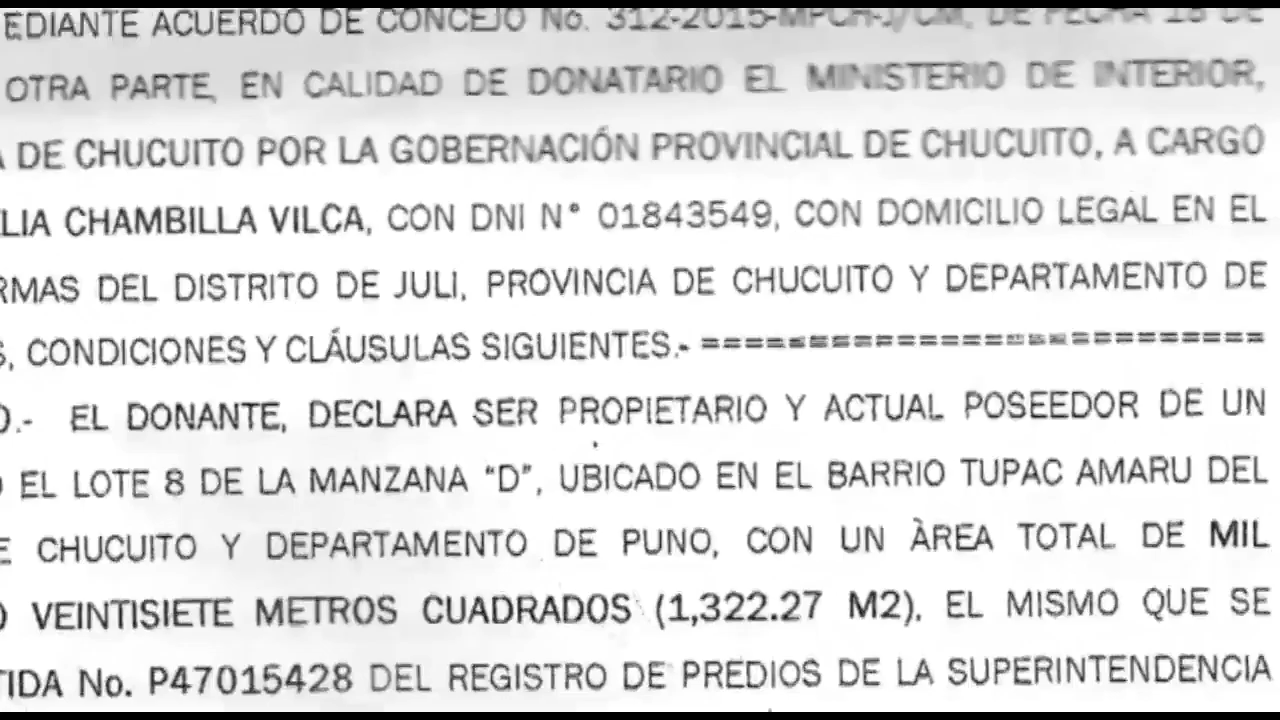 EDIANTE ACUERDO DE CONCEJO No. 312-2015-MPCH-J/CM, DE FECHA 18 DE
OTRA PARTE, EN CALIDAD DE DONATARIO EL MINISTERIO DE INTERIOR,
A DE CHUCUITO POR LA GOBERNACIÓN PROVINCIAL DE CHUCUITO, A CARGO
LIA CHAMBILLA VILCA, CON DNI N° 01843549, CON DOMICILIO LEGAL EN EL
RMAS DEL DISTRITO DE JULI, PROVINCIA DE CHUCUITO Y DEPARTAMENTO DE
S, CONDICIONES Y CLÁUSULAS SIGUIENTES.- ==========================
O.- EL DONANTE, DECLARA SER PROPIETARIO Y ACTUAL POSEEDOR DE UN
O EL LOTE 8 DE LA MANZANA “D”, UBICADO EN EL BARRIO TUPAC AMARU DEL
E CHUCUITO Y DEPARTAMENTO DE PUNO, CON UN ÀREA TOTAL DE MIL
O VEINTISIETE METROS CUADRADOS (1,322.27 M2). EL MISMO QUE SE
TIDA No. P47015428 DEL REGISTRO DE PREDIOS DE LA SUPERINTENDENCIA